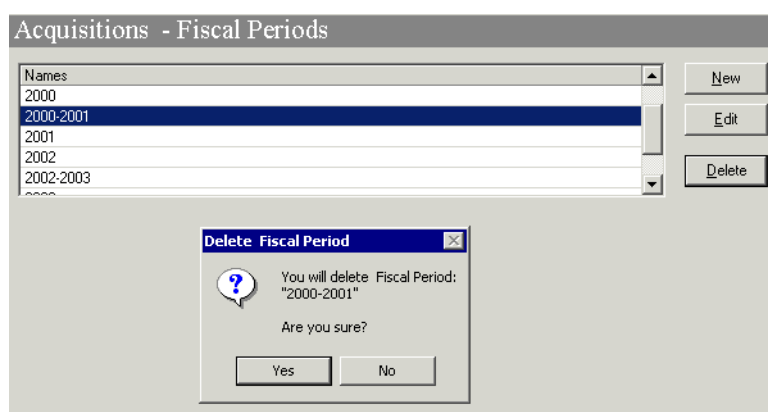 Acquisitions - Fiscal Periods
Names
2000
2000-2001
2001
2002
2002-2003
New
Edit
Delete
Delete Fiscal Period
You will delete Fiscal Period:
"2000-2001"
Are you sure?
Yes
No